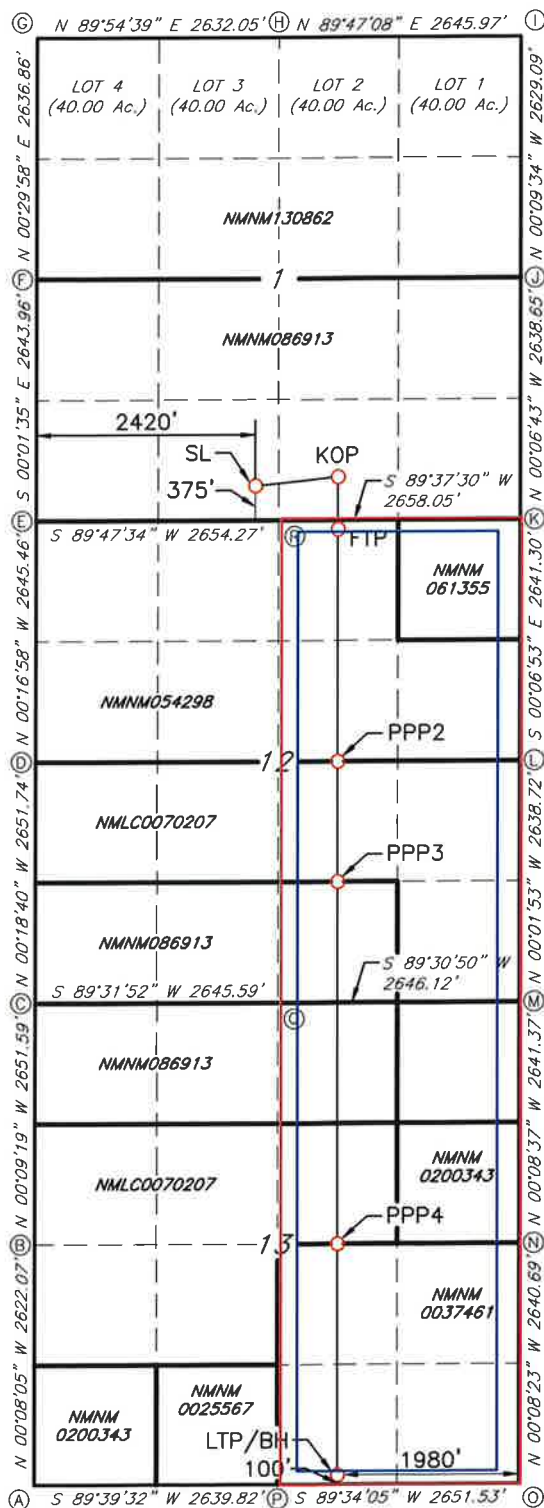 G N 89°54'39" E 2632.05' H N 89°47'08" E 2645.97' I
LOT 4 LOT 3 LOT 2 LOT 1
(40.00 Ac.) (40.00 Ac.) (40.00 Ac.) (40.00 Ac.)
N 00°29'58" E 2636.86'
N 00°09'34" W 2629.09'
NMNM130862
F 1 J
NMNM086913
S 00°01'35" E 2643.96'
N 00°06'43" W 2638.65'
2420'
SL KOP
375'
S 89°37'30" W
2658.05'
E K
S 89°47'34" W 2654.27'
R FTP
NMNM
061355
N 00°16'58" W 2645.46'
S 00°06'53" E 2641.30'
NMNM054298
PPP2
D 12 L
NMLC0070207
N 00°18'40" W 2651.74'
N 00°01'53" W 2638.72'
PPP3
NMNM086913
S 89°30'50" W
2646.12'
S 89°31'52" W 2645.59'
C M
Q
NMNM086913
N 00°09'19" W 2651.59'
N 00°08'37" W 2641.37'
NMNM
0200343
NMLC0070207
PPP4
B 13 N
NMNM
0037461
N 00°08'05" W 2622.07'
N 00°08'23" W 2640.69'
NMNM
0025567
NMNM
0200343
LTP/BH
100' 1980'
A S 89°39'32" W 2639.82' P S 89°34'05" W 2651.53' O